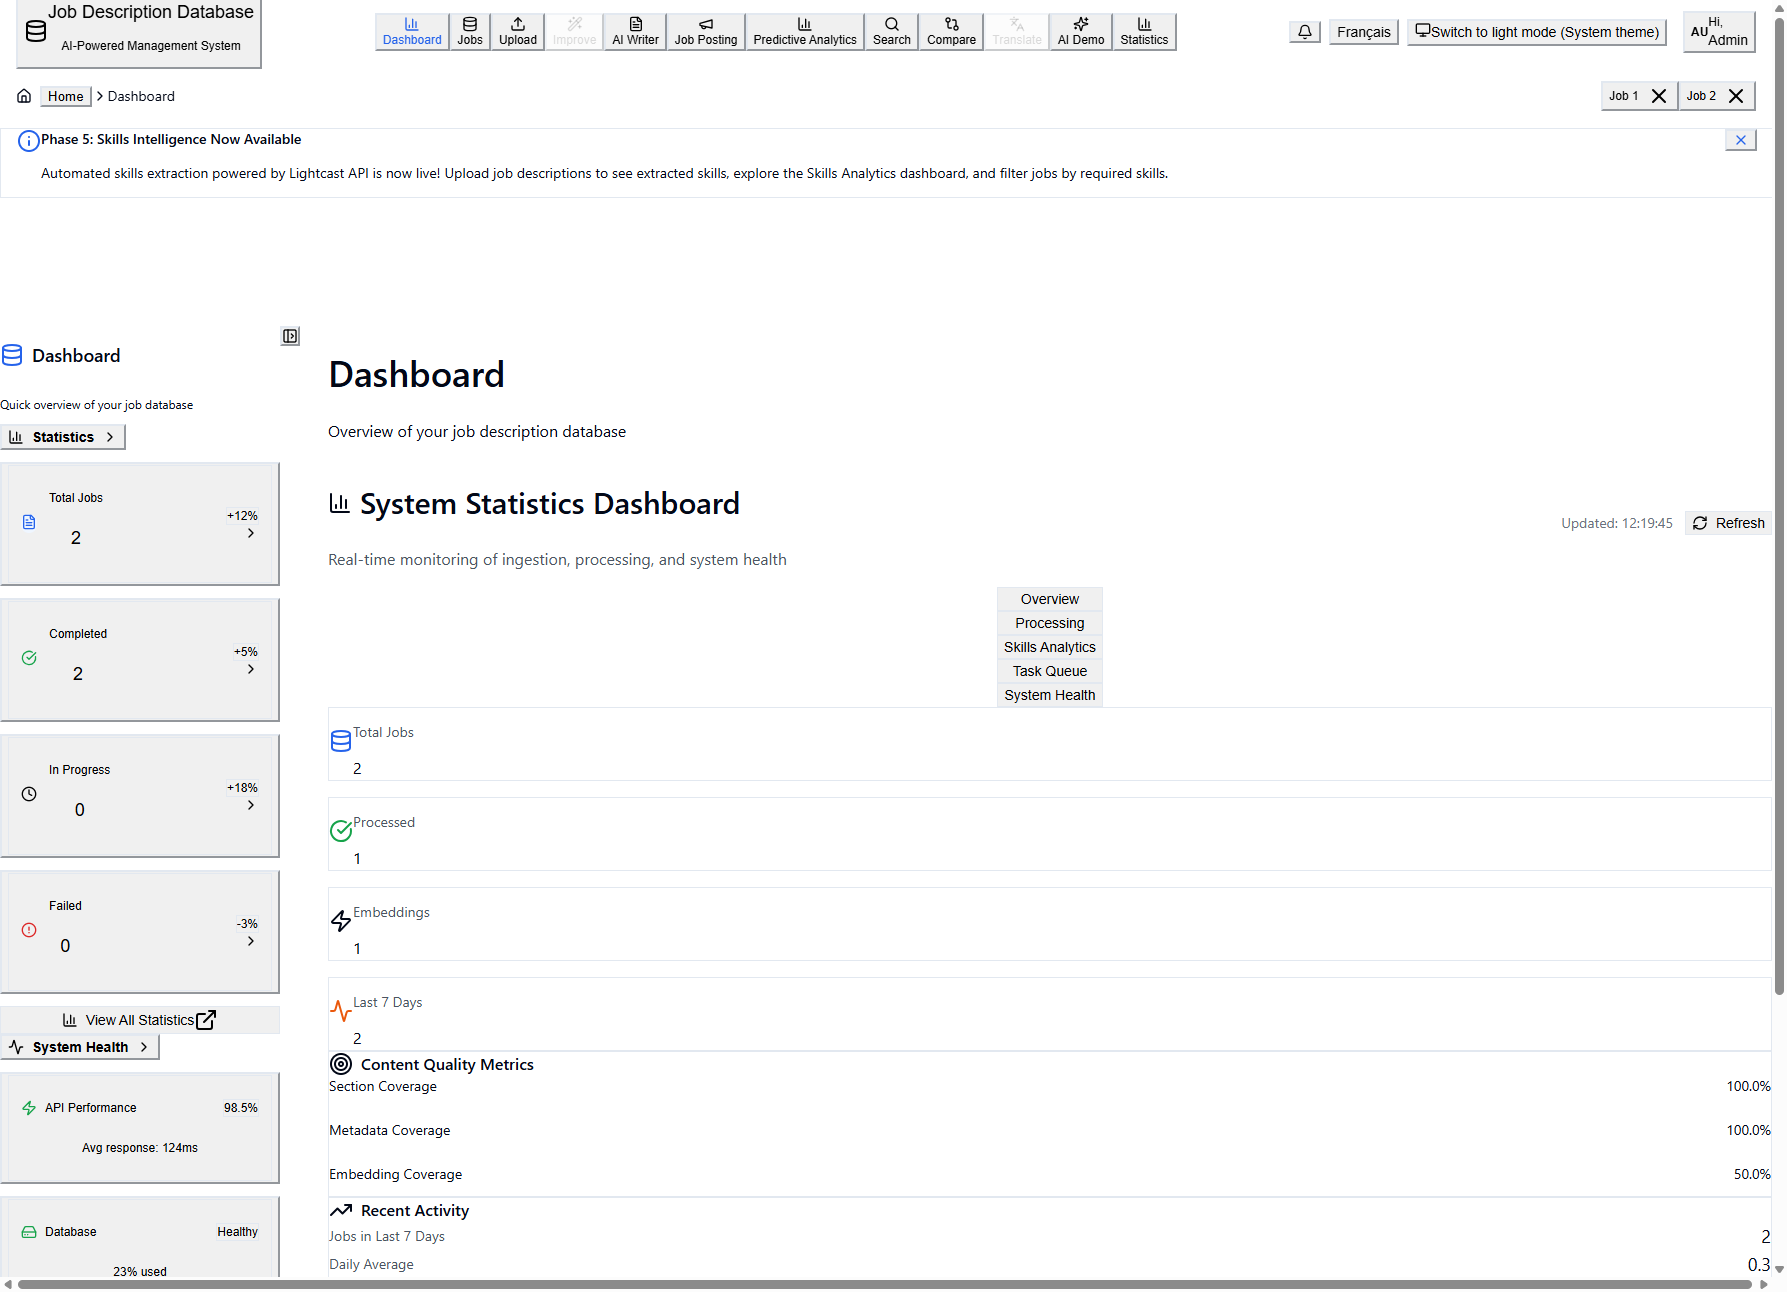 Job Description Database
AI-Powered Management System
Dashboard
Jobs
Upload
Improve
AI Writer
Job Posting
Predictive Analytics
Search
Compare
Translate
AI Demo
Statistics
Français
Switch to light mode (System theme)
AU
Hi,
Admin
Home
Dashboard
Job 1
Job 2
Phase 5: Skills Intelligence Now Available
Automated skills extraction powered by Lightcast API is now live! Upload job descriptions to see extracted skills, explore the Skills Analytics dashboard, and filter jobs by required skills.
Dashboard
Quick overview of your job database
Statistics
Total Jobs
2
+12%
Completed
2
+5%
In Progress
0
+18%
Failed
0
-3%
View All Statistics
System Health
API Performance
98.5%
Avg response: 124ms
Database
Healthy
23% used
Dashboard
Overview of your job description database
System Statistics Dashboard
Updated: 12:19:45
Refresh
Real-time monitoring of ingestion, processing, and system health
Overview
Processing
Skills Analytics
Task Queue
System Health
Total Jobs
2
Processed
1
Embeddings
1
Last 7 Days
2
Content Quality Metrics
Section Coverage 100.0%
Metadata Coverage 100.0%
Embedding Coverage 50.0%
Recent Activity
Jobs in Last 7 Days 2
Daily Average 0.3